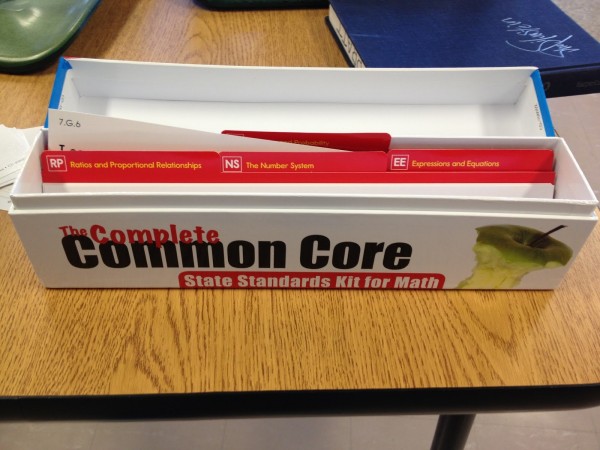 7.G.6
RP Ratios and Proportional Relationships
NS The Number System
EE Expressions and Equations
The Complete
Common Core
State Standards Kit for Math